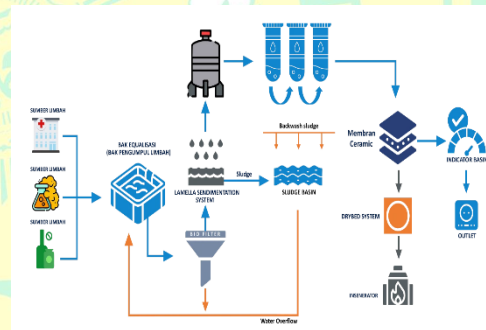 SUMBER LIMBAH
SUMBER LIMBAH
SUMBER LIMBAH
BAK EQUALISASI
(BAK PENGUMPUL LIMBAH)
LAMELLA SENDIMENTATION
SYSTEM
BIO FILTER
Sludge
Backwash sludge
SLUDGE BASIN
Water Overflow
Membran
Ceramic
DRYBED SYSTEM
INSENERATOR
INDICATOR BASIN
OUTLET